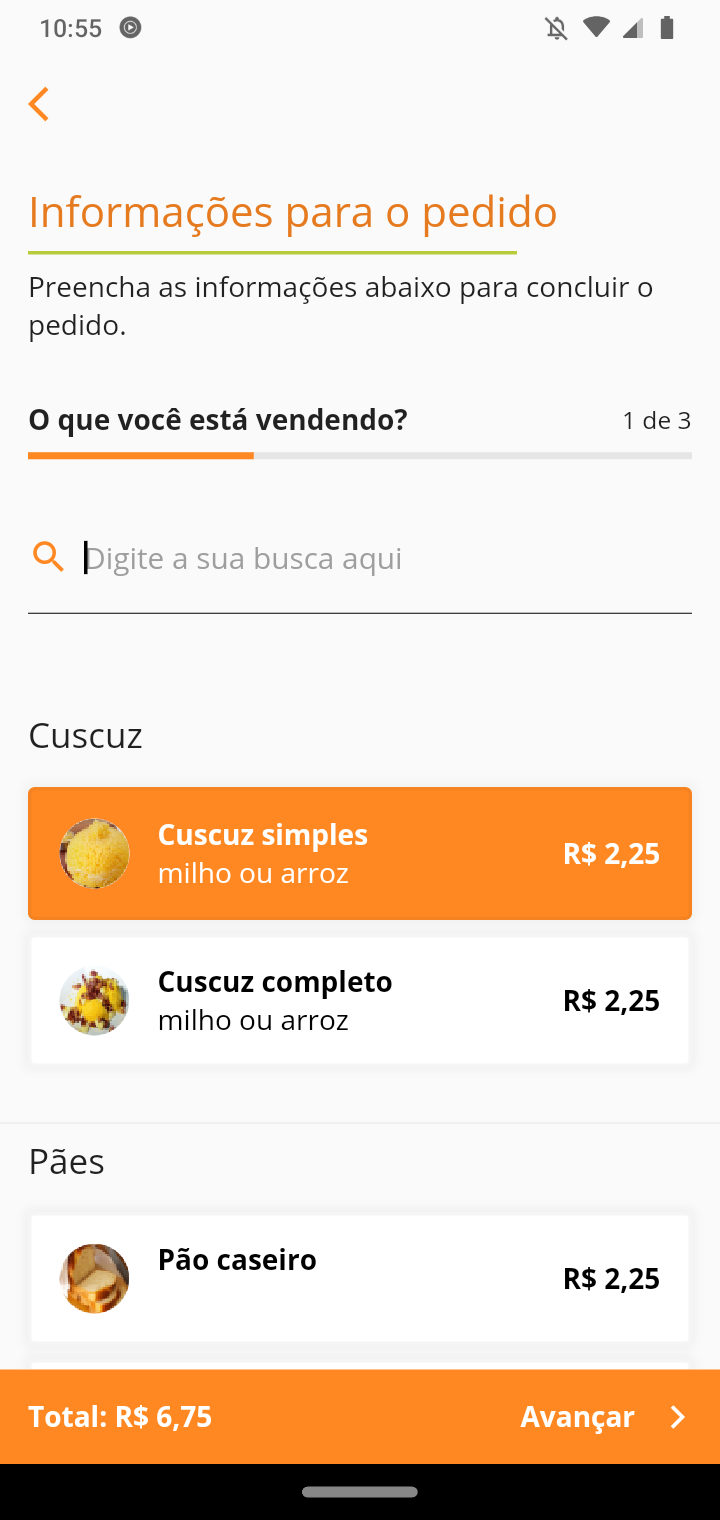 10:55
Informações para o pedido
Preencha as informações abaixo para concluir o
pedido.
O que você está vendendo? 1 de 3
Digite a sua busca aqui
Cuscuz
Cuscuz simples
milho ou arroz
R$ 2,25
Cuscuz completo
milho ou arroz
R$ 2,25
Pães
Pão caseiro
R$ 2,25
Total: R$ 6,75 Avançar